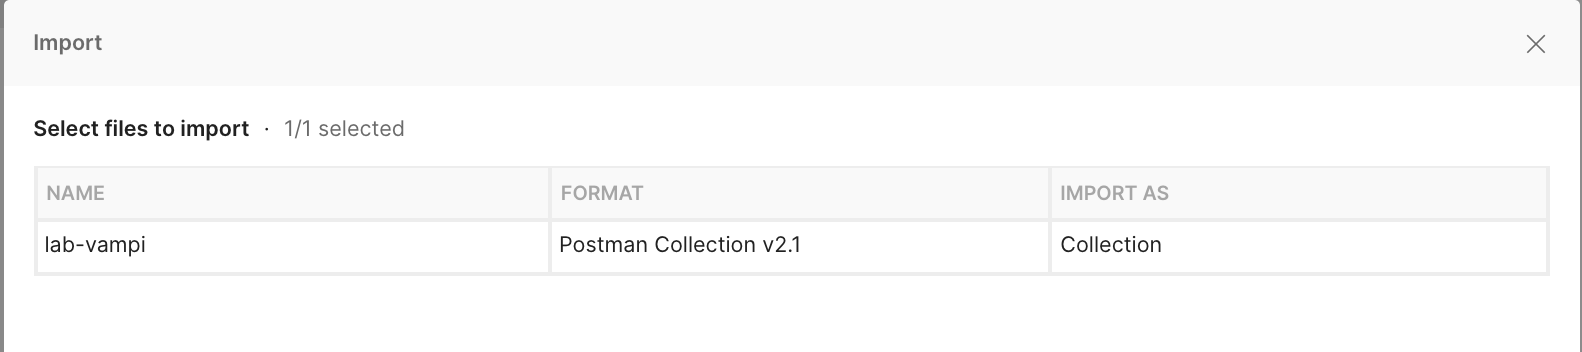 Import
Select files to import · 1/1 selected
NAME FORMAT IMPORT AS
lab-vampi Postman Collection v2.1 Collection